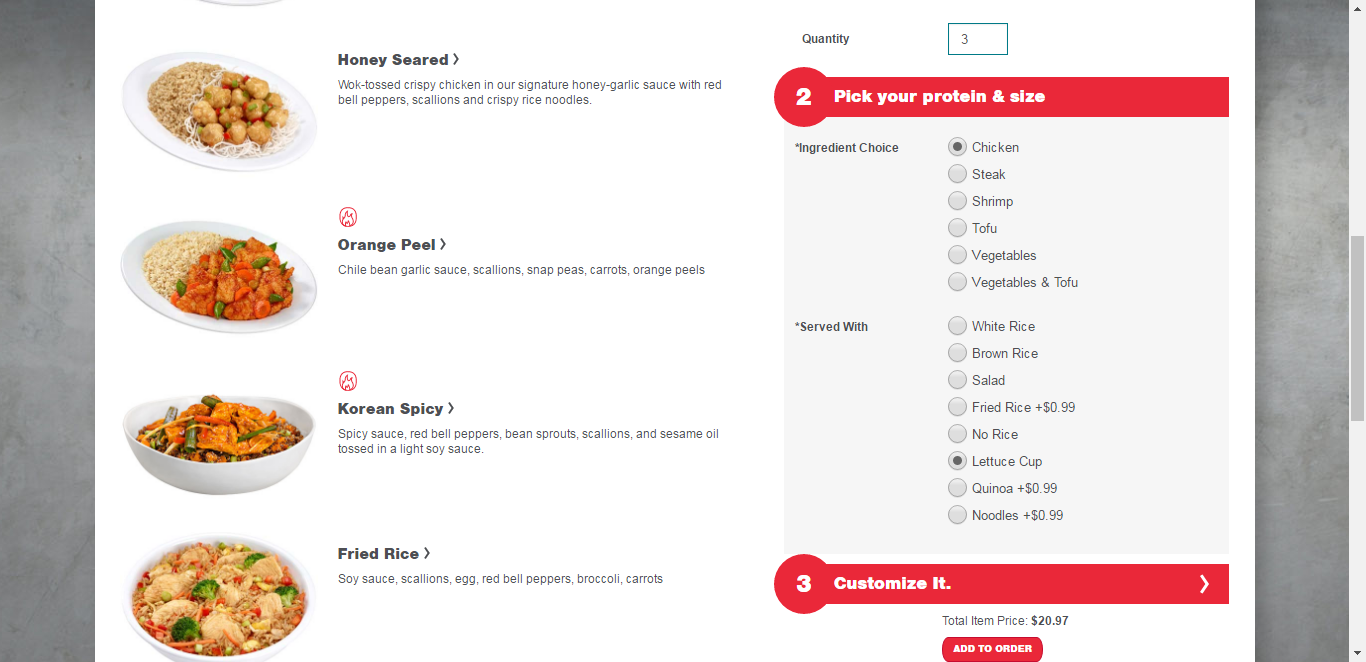 Honey Seared
Wok-tossed crispy chicken in our signature honey-garlic sauce with red
bell peppers, scallions and crispy rice noodles.
Orange Peel
Chile bean garlic sauce, scallions, snap peas, carrots, orange peels
Korean Spicy
Spicy sauce, red bell peppers, bean sprouts, scallions, and sesame oil
tossed in a light soy sauce.
Fried Rice
Soy sauce, scallions, egg, red bell peppers, broccoli, carrots
Quantity 3
2 Pick your protein & size
*Ingredient Choice
Chicken
Steak
Shrimp
Tofu
Vegetables
Vegetables & Tofu
*Served With
White Rice
Brown Rice
Salad
Fried Rice +$0.99
No Rice
Lettuce Cup
Quinoa +$0.99
Noodles +$0.99
3 Customize It.
Total Item Price: $20.97
ADD TO ORDER